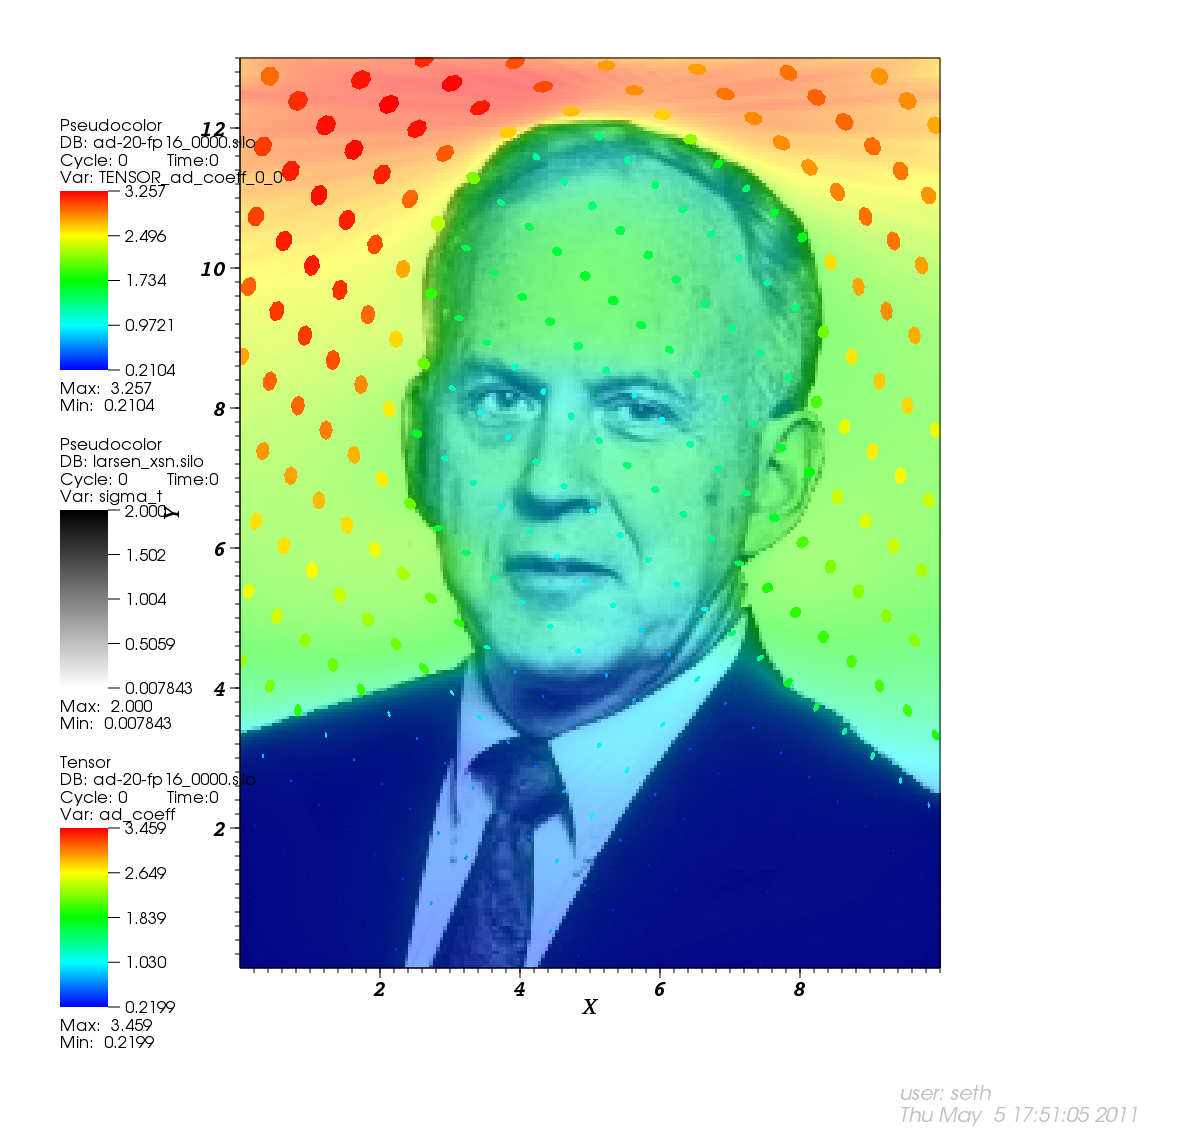 Pseudocolor
DB: ad-20-fp16_0000.silo
Cycle: 0 Time:0
Var: TENSOR_ad_coeff_0_0
3.257
2.496
1.734
0.9721
0.2104
Max: 3.257
Min: 0.2104
Pseudocolor
DB: larsen_xsn.silo
Cycle: 0 Time:0
Var: sigma_t
2.000
1.502
1.004
0.5059
0.007843
Max: 2.000
Min: 0.007843
Tensor
DB: ad-20-fp16_0000.silo
Cycle: 0 Time:0
Var: ad_coeff
3.459
2.649
1.839
1.030
0.2199
Max: 3.459
Min: 0.2199
12
10
8
6
4
2
Y
2 4 6 8
X
user: seth
Thu May 5 17:51:05 2011